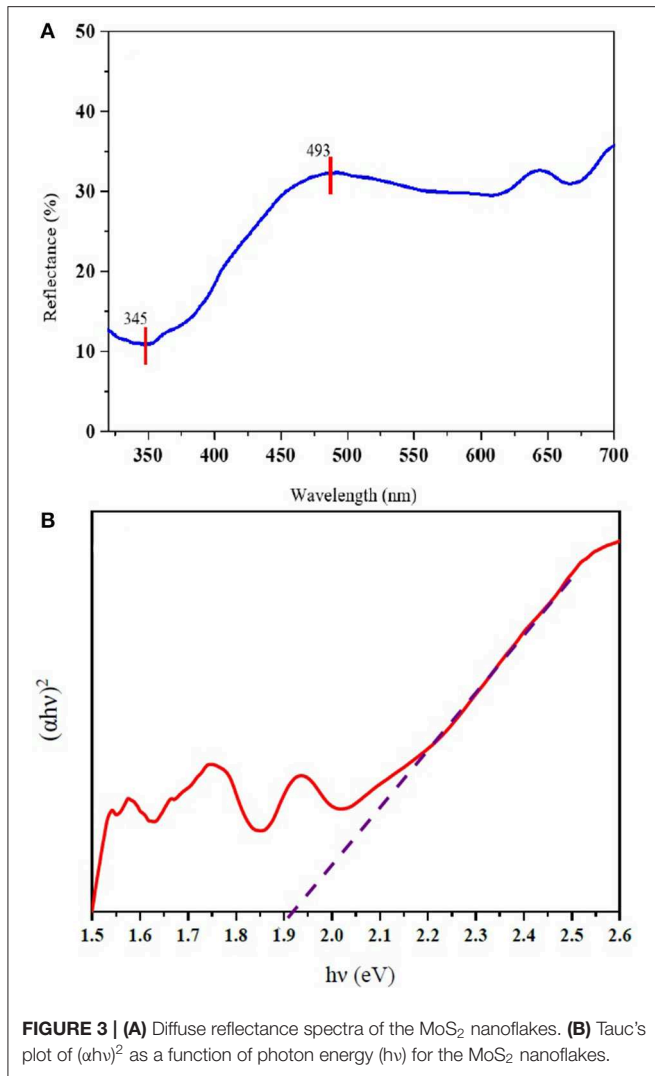 A
50
40
30
20
10
0
Reflectance (%)
493
345
350 400 450 500 550 600 650 700
Wavelength (nm)
B
(αhν)²
1.5 1.6 1.7 1.8 1.9 2.0 2.1 2.2 2.3 2.4 2.5 2.6
hν (eV)
FIGURE 3 | (A) Diffuse reflectance spectra of the MoS₂ nanoflakes. (B) Tauc's
plot of (αhν)² as a function of photon energy (hν) for the MoS₂ nanoflakes.